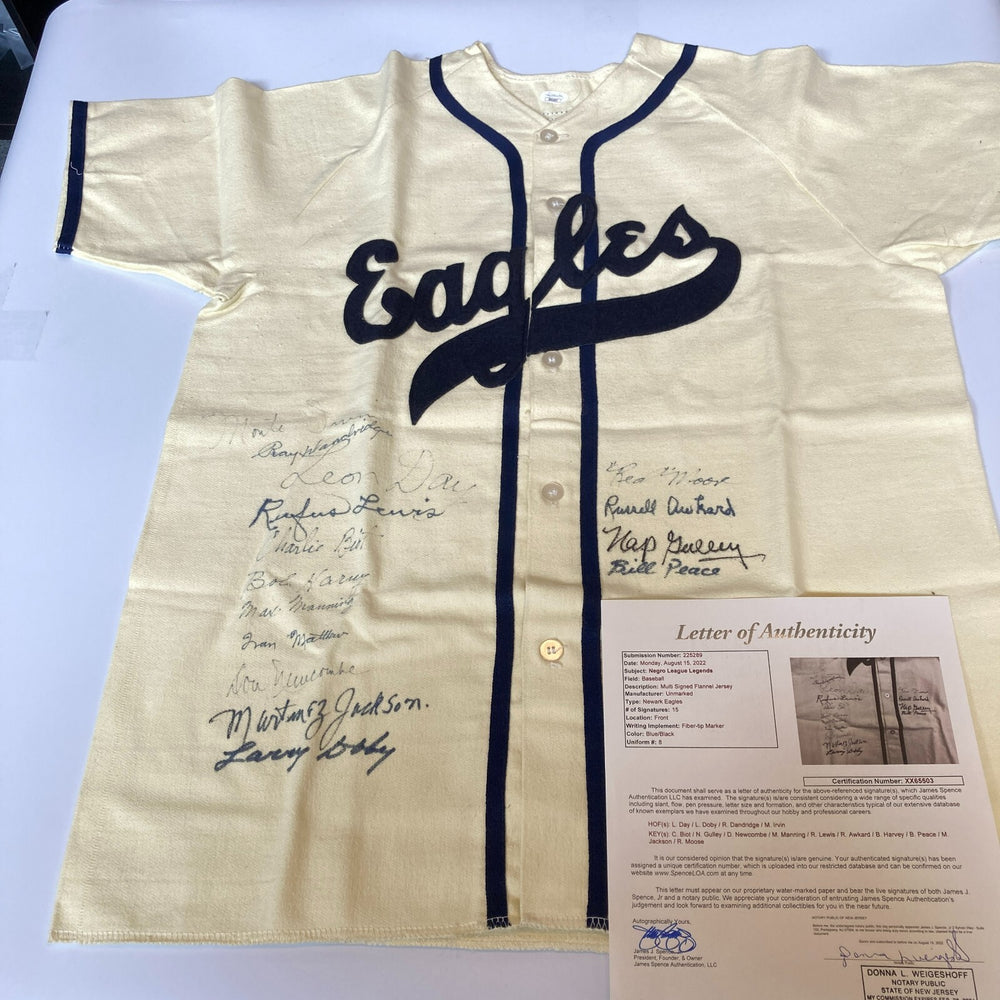 Eagles
Monte Irvin
Ray Dandridge
Leon Day
Rufus Lewis
Charlie Biot
Bob Harvey
Max Manning
Don Newcombe
Martinez Jackson.
Larry Doby
"Red" Moore
Russell Awkard
Nap Gulley
Bill Peace
Letter of Authenticity
Submission Number: 225289
Date: Monday, August 15, 2022
Subject: Negro League Legends
Field: Baseball
Description: Multi Signed Flannel Jersey
Manufacturer: Unmarked
Type: Newark Eagles
# of Signatures: 15
Location: Front
Writing Implement: Fiber-tip Marker
Color: Blue/Black
Uniform #: 8
Certification Number: XX65503
This document shall serve as a letter of authenticity for the above-referenced signature(s), which James Spence
Authentication LLC has examined. The signature(s) is/are consistent considering a wide range of specific qualities
including slant, flow, pen pressure, letter size and formation, and other characteristics typical of our extensive database
of known exemplars we have examined throughout our hobby and professional careers.
HOF(s): L. Day / L. Doby / R. Dandridge / M. Irvin
KEY(s): C. Biot / N. Gulley / D. Newcombe / M. Manning / R. Lewis / R. Awkard / B. Harvey / B. Peace / M.
Jackson / R. Moose
It is our considered opinion that the signature(s) is/are genuine. Your authenticated signature(s) has been
assigned a unique certification number, which is uploaded into our restricted database and can be confirmed on our
website www.SpenceLOA.com at any time.
This letter must appear on our proprietary water-marked paper and bear the live signatures of both James J.
Spence, Jr and a notary public. We appreciate your consideration of entrusting James Spence Authentication's
judgement and look forward to examining additional collectibles for you in the near future.
Autographically Yours,
James J. Spence
President, Founder, & Owner
James Spence Authentication, LLC
NOTARY PUBLIC OF NEW JERSEY
DONNA L. WEIGESHOFF
NOTARY PUBLIC
STATE OF NEW JERSEY
MY COMMISSION EXPIRES FEB.